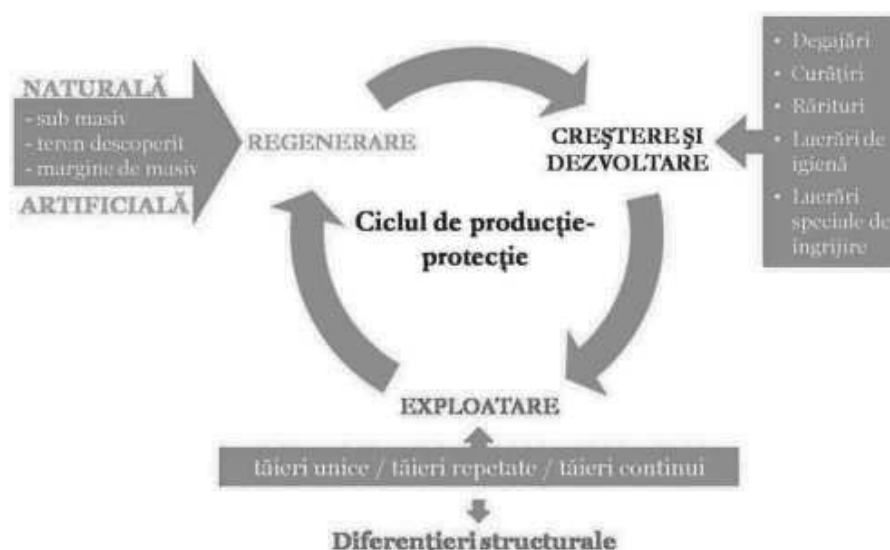 NATURALĂ
- sub masiv
- teren descoperit
- margine de masiv
ARTIFICIALĂ
REGENERARE
CREŞTERE ŞI
DEZVOLTARE
• Degajări
• Curăţiri
• Rărituri
• Lucrări de
igienă
• Lucrări
speciale de
îngrijire
Ciclul de producţie-
protecţie
EXPLOATARE
tăieri unice / tăieri repetate / tăieri continui
Diferenţieri structurale